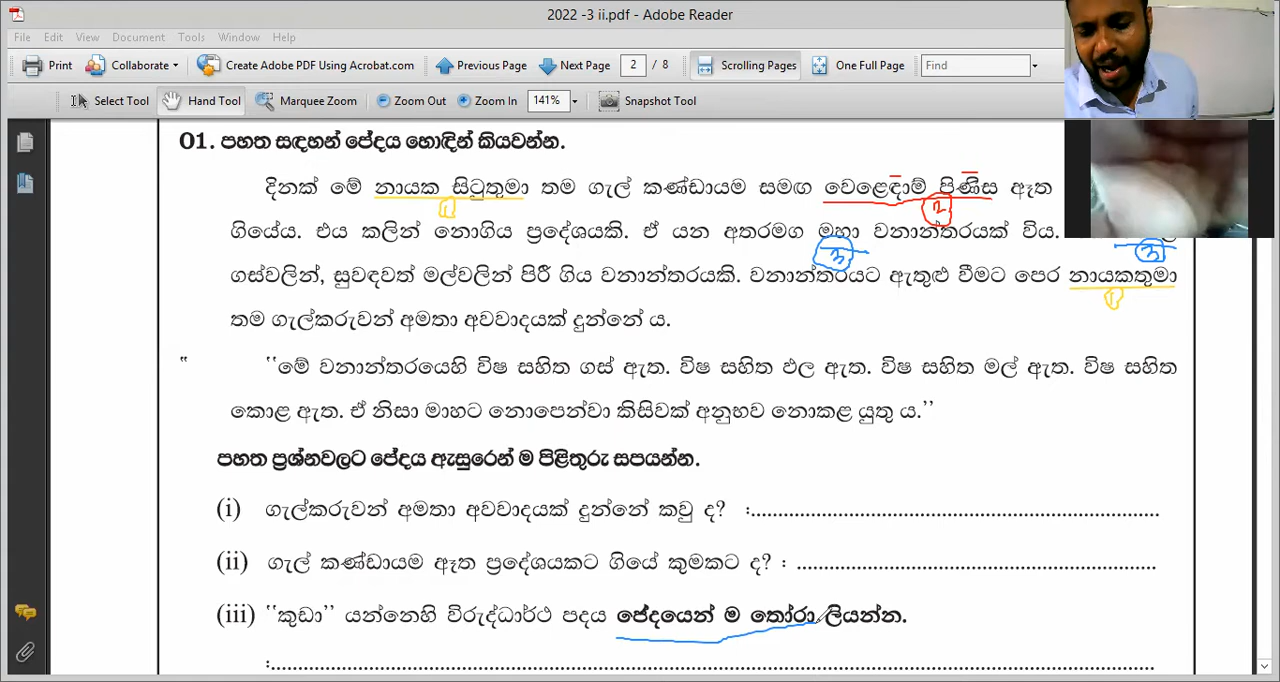 2022 -3 ii.pdf - Adobe Reader
File Edit View Document Tools Window Help
Print Collaborate Create Adobe PDF Using Acrobat.com Previous Page Next Page 2 / 8 Scrolling Pages One Full Page Find
Select Tool Hand Tool Marquee Zoom Zoom Out Zoom In 141% Snapshot Tool
01. පහත සඳහන් ඡේදය හොඳින් කියවන්න.
දිනක් මේ නායක සිටුතුමා තම ගැල් කණ්ඩායම සමඟ වෙළෙඳාම් පිණිස ඈත
1 2
ගියේය. එය කලින් නොගිය ප්‍රදේශයකි. ඒ යන අතරමග මහා වනාන්තරයක් විය.
3 3
ගස්වලින්, සුවඳවත් මල්වලින් පිරී ගිය වනාන්තරයකි. වනාන්තරයට ඇතුළු වීමට පෙර නායකතුමා
1
තම ගැල්කරුවන් අමතා අවවාදයක් දුන්නේ ය.
“ ‘‘මේ වනාන්තරයෙහි විෂ සහිත ගස් ඇත. විෂ සහිත ඵල ඇත. විෂ සහිත මල් ඇත. විෂ සහිත
කොළ ඇත. ඒ නිසා මාහට නොපෙන්වා කිසිවක් අනුභව නොකළ යුතු ය.’’
පහත ප්‍රශ්නවලට ඡේදය ඇසුරෙන් ම පිළිතුරු සපයන්න.
(i) ගැල්කරුවන් අමතා අවවාදයක් දුන්නේ කවු ද? :..................................................................
(ii) ගැල් කණ්ඩායම ඈත ප්‍රදේශයකට ගියේ කුමකට ද? : ..........................................................
(iii) ‘‘කුඩා’’ යන්නෙහි විරුද්ධාර්ථ පදය ඡේදයෙන් ම තෝරා ලියන්න.
:......................................................................................................................................